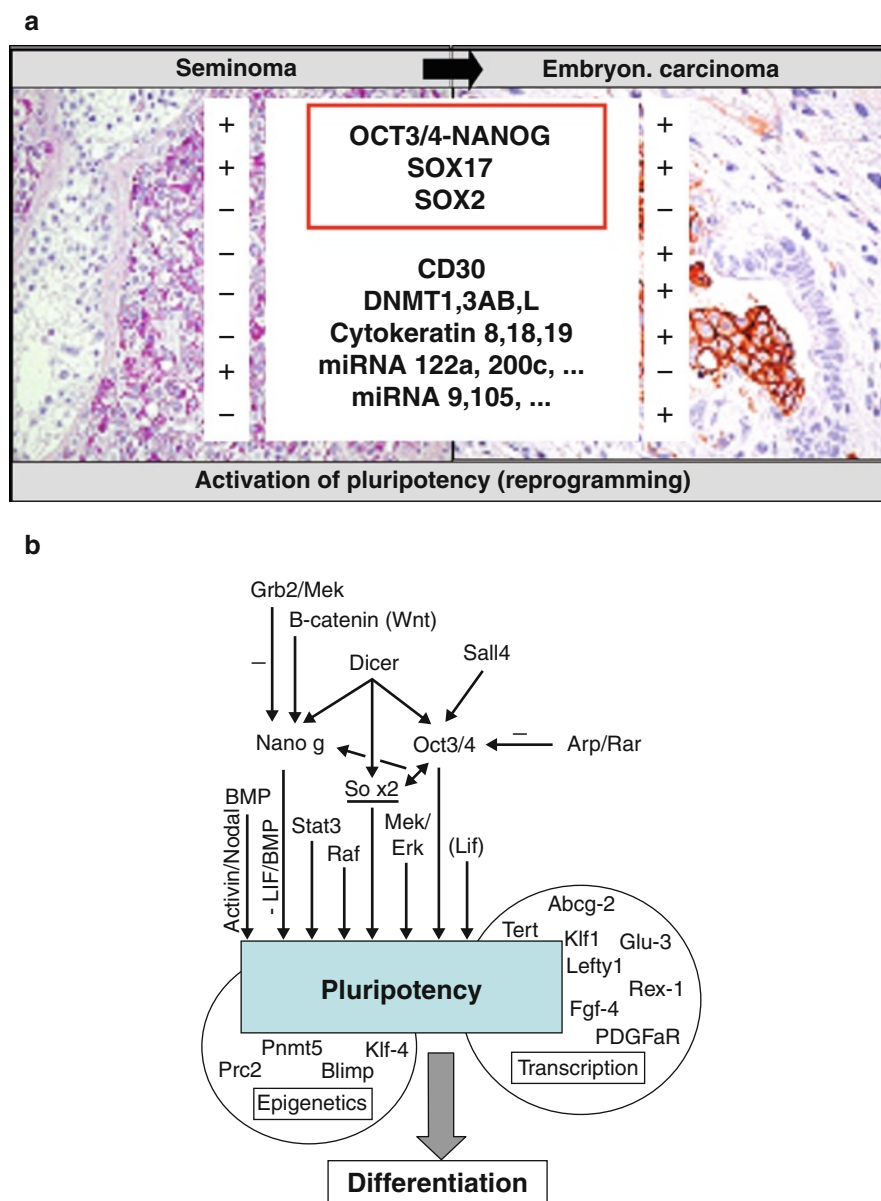 a
Seminoma
Embryon. carcinoma
+ OCT3/4-NANOG +
+ SOX17 +
– SOX2 –
– CD30 +
– DNMT1,3AB,L +
– Cytokeratin 8,18,19 +
+ miRNA 122a, 200c, ... –
– miRNA 9,105, ... +
Activation of pluripotency (reprogramming)
b
Grb2/Mek
B-catenin (Wnt)
–
Dicer
Sall4
Nano g
Oct3/4
–
Arp/Rar
So x2
Activin/Nodal
BMP
- LIF/BMP
Stat3
Raf
Mek/
Erk
(Lif)
Abcg-2
Tert
Klf1
Glu-3
Lefty1
Rex-1
Fgf-4
PDGFaR
Transcription
Pluripotency
Pnmt5
Klf-4
Prc2
Blimp
Epigenetics
Differentiation